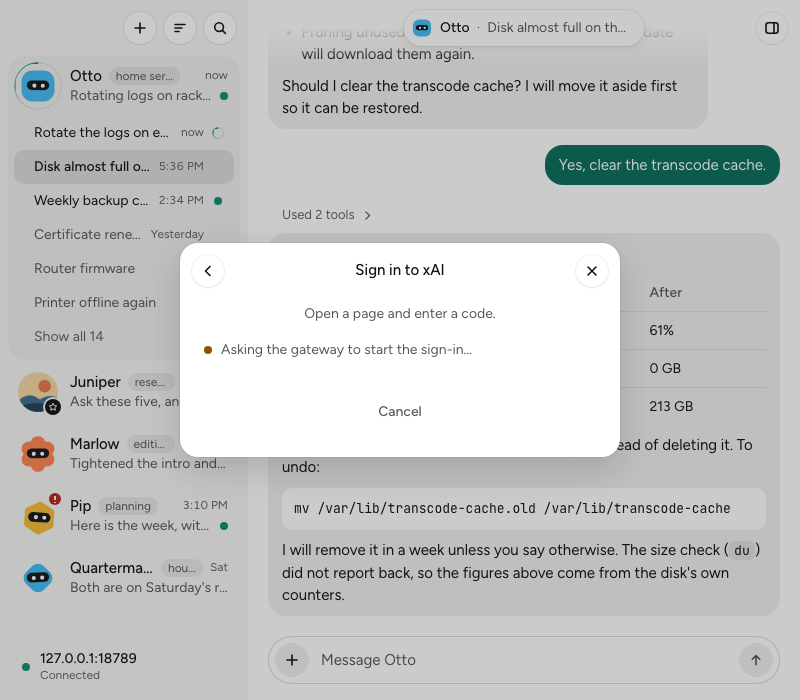 Otto
home ser...
now
Rotating logs on rack...
Rotate the logs on e...
now
Disk almost full o...
5:36 PM
Weekly backup c...
2:34 PM
Certificate rene...
Yesterday
Router firmware
Printer offline again
Show all 14
Juniper
rese...
Ask these five, an
Marlow
editi...
Tightened the intro and...
Pip
planning
3:10 PM
Here is the week, wit...
Quarterma...
hou...
Sat
Both are on Saturday's r...
127.0.0.1:18789
Connected
Otto · Disk almost full on th...
Pruning unused
will download them again.
Should I clear the transcode cache? I will move it aside first
so it can be restored.
Yes, clear the transcode cache.
Used 2 tools
After
61%
0 GB
213 GB
Sign in to xAI
Open a page and enter a code.
Asking the gateway to start the sign-in...
Cancel
ead of deleting it. To
undo:
mv /var/lib/transcode-cache.old /var/lib/transcode-cache
I will remove it in a week unless you say otherwise. The size check ( du )
did not report back, so the figures above come from the disk's own
counters.
Message Otto